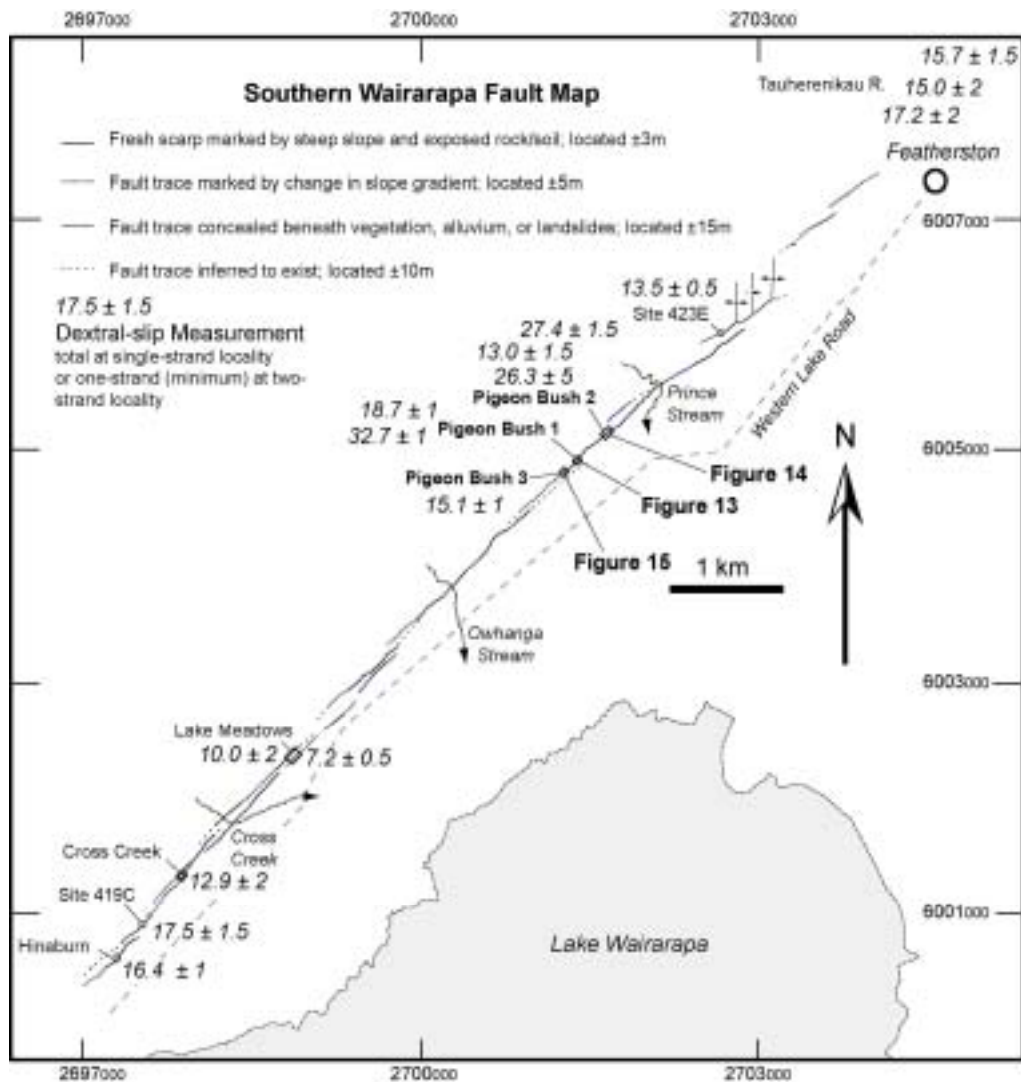 2697000 2700000 2703000
15.7 ± 1.5
Tauherenikau R. 15.0 ± 2
17.2 ± 2
Southern Wairarapa Fault Map
Fresh scarp marked by steep slope and exposed rock/soil; located ±3m
Featherston
Fault trace marked by change in slope gradient; located ±5m
6007000
Fault trace concealed beneath vegetation, alluvium, or landslides; located ±15m
Fault trace inferred to exist; located ±10m
17.5 ± 1.5
Dextral-slip Measurement
total at single-strand locality
or one-strand (minimum) at two-
strand locality
13.5 ± 0.5
Site 423E
27.4 ± 1.5
13.0 ± 1.5
26.3 ± 5
Prince
Stream
Western Lake Road
Pigeon Bush 2
18.7 ± 1
Pigeon Bush 1
32.7 ± 1
6005000
N
Pigeon Bush 3
Figure 14
15.1 ± 1
Figure 13
Figure 15
1 km
Owhanga
Stream
6003000
Lake Meadows
10.0 ± 2
7.2 ± 0.5
Cross
Creek
Cross Creek
12.9 ± 2
Site 419C
17.5 ± 1.5
6001000
Hinaburn
16.4 ± 1
Lake Wairarapa
2697000 2700000 2703000